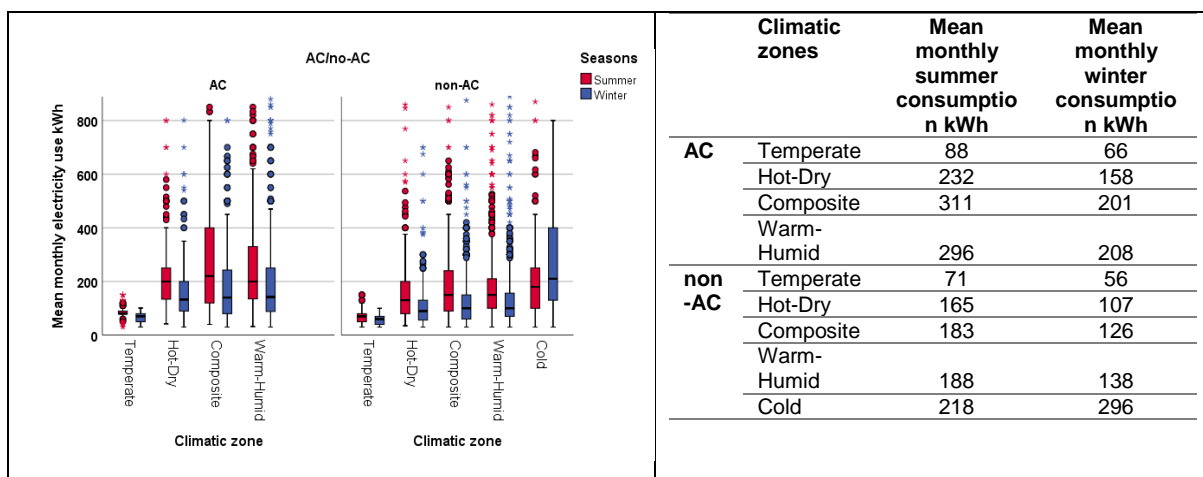 AC/no-AC
Seasons
Summer
Winter
AC
non-AC
Mean monthly electricity use kWh
800
600
400
200
0
Temperate
Hot-Dry
Composite
Warm-Humid
Temperate
Hot-Dry
Composite
Warm-Humid
Cold
Climatic zone
Climatic zone
Climatic zones
Mean monthly summer consumptio n kWh
Mean monthly winter consumptio n kWh
AC Temperate 88 66
Hot-Dry 232 158
Composite 311 201
Warm-
Humid 296 208
non Temperate 71 56
-AC Hot-Dry 165 107
Composite 183 126
Warm-
Humid 188 138
Cold 218 296